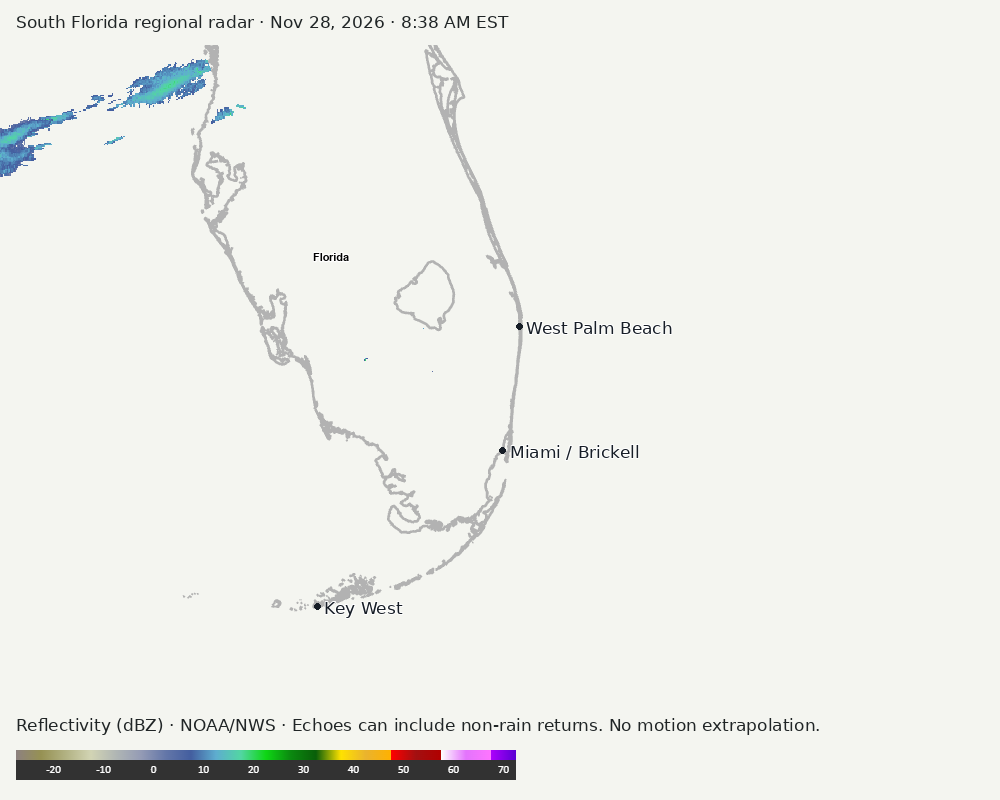 South Florida regional radar · Nov 28, 2026 · 8:38 AM EST
Florida
West Palm Beach
Miami / Brickell
Key West
Reflectivity (dBZ) · NOAA/NWS · Echoes can include non-rain returns. No motion extrapolation.
-20 -10 0 10 20 30 40 50 60 70